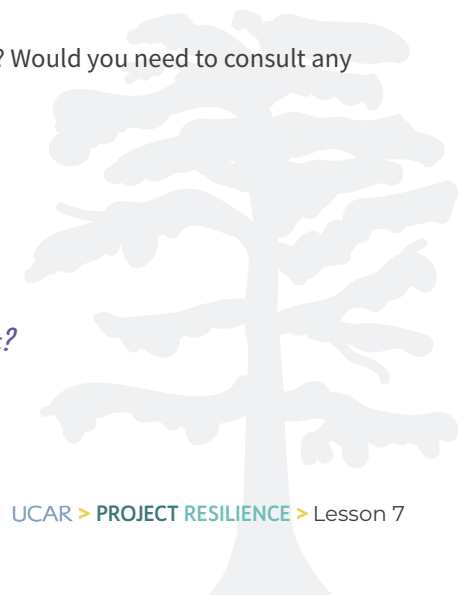 ? Would you need to consult any
?
UCAR > PROJECT RESILIENCE > Lesson 7